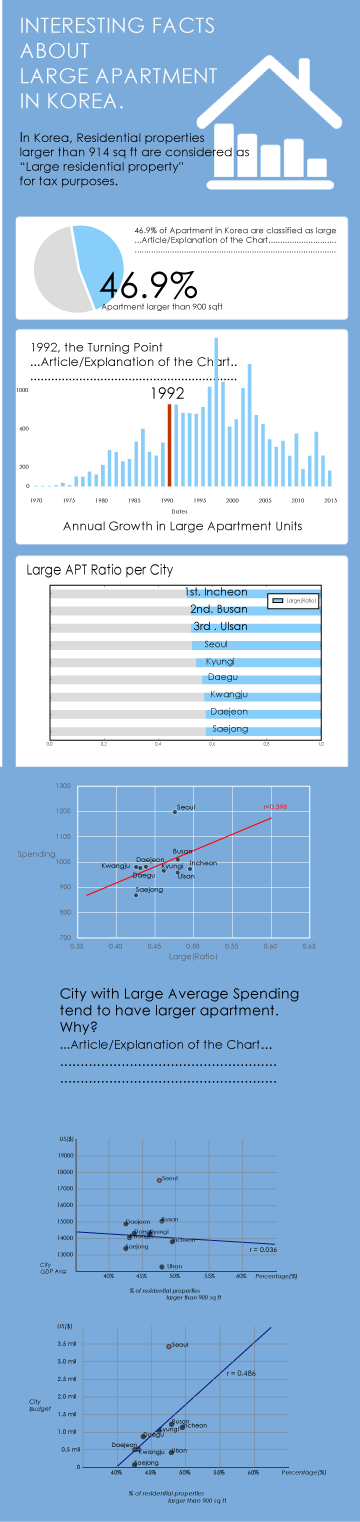 INTERESTING FACTS
ABOUT
LARGE APARTMENT
IN KOREA.
In Korea, Residential properties
larger than 914 sq ft are considered as
“Large residential property”
for tax purposes.
46.9% of Apartment in Korea are classified as large
...Article/Explanation of the Chart..............................
46.9%
Apartment larger than 900 sqft
1992, the Turning Point
...Article/Explanation of the Chart..
....................................................
1992
1000
600
200
0
1970 1975 1980 1985 1990 1995 2000 2005 2010 2015
Dates
Annual Growth in Large Apartment Units
Large APT Ratio per City
1st. Incheon
Large(Ratio)
2nd. Busan
3rd . Ulsan
Seoul
Kyungi
Daegu
Kwangju
Daejeon
Saejong
0.0 0.2 0.4 0.6 0.8 1.0
1300
1200
1100
1000
900
800
700
Spending
Seoul
r=0.398
Busan
Daejeon
Kwangju
Kyungi
Incheon
Daegu
Ulsan
Saejong
0.35 0.40 0.45 0.50 0.55 0.60 0.65
Large(Ratio)
City with Large Average Spending
tend to have larger apartment.
Why?
...Article/Explanation of the Chart...
......................................................
......................................................
US($)
19000
18000
17000
16000
15000
14000
13000
Seoul
Daejeon
Busan
Kyungi
Incheon
Saejong
Ulsan
r = 0.036
City
GDP Avg.
40% 45% 50% 55% 60% Percentage(%)
% of residential properties
larger than 900 sq ft
US($)
3.5 mil
3.0 mil
2.5 mil
2.0 mil
1.5 mil
1.0 mil
0.5 mil
0
City
Budget
Seoul
r = 0.486
Busan
Incheon
Kyungi
Daegu
Daejeon
Kwangju
Ulsan
Saejong
40% 45% 50% 55% 60% Percentage(%)
% of residential properties
larger than 900 sq ft